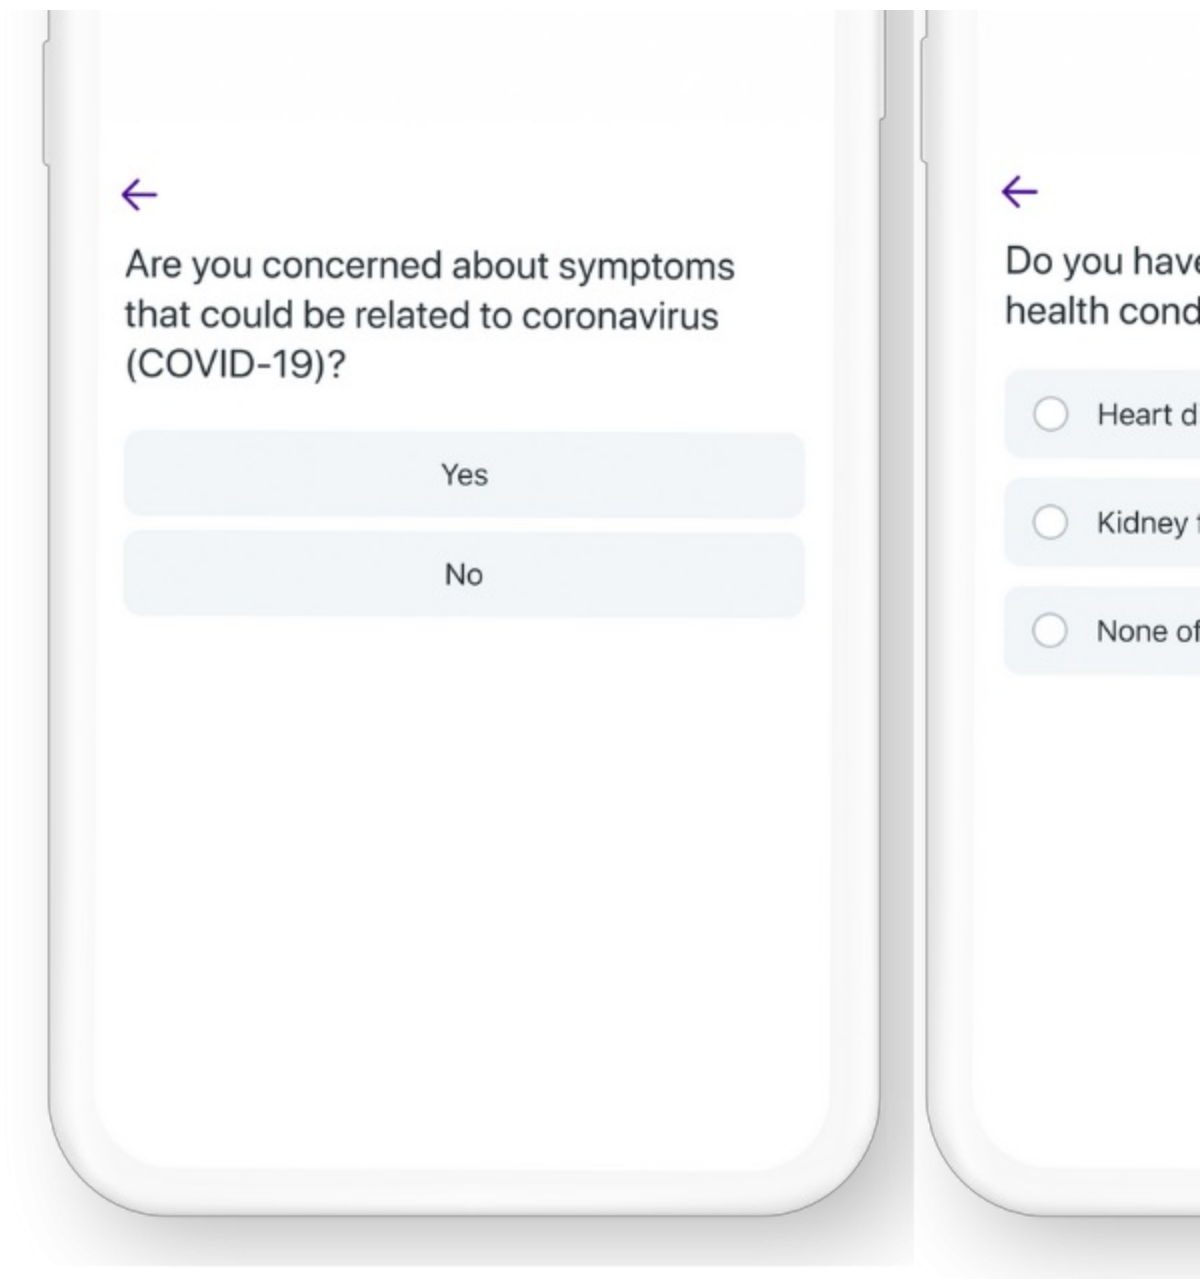 Are you concerned about symptoms
that could be related to coronavirus
(COVID-19)?
Yes
No
Do you have
health
Heart
Kidney
None of